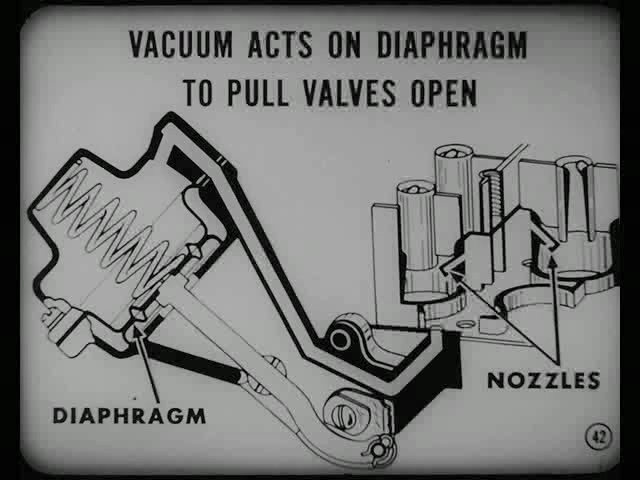 VACUUM ACTS ON DIAPHRAGM
TO PULL VALVES OPEN
NOZZLES
DIAPHRAGM
42